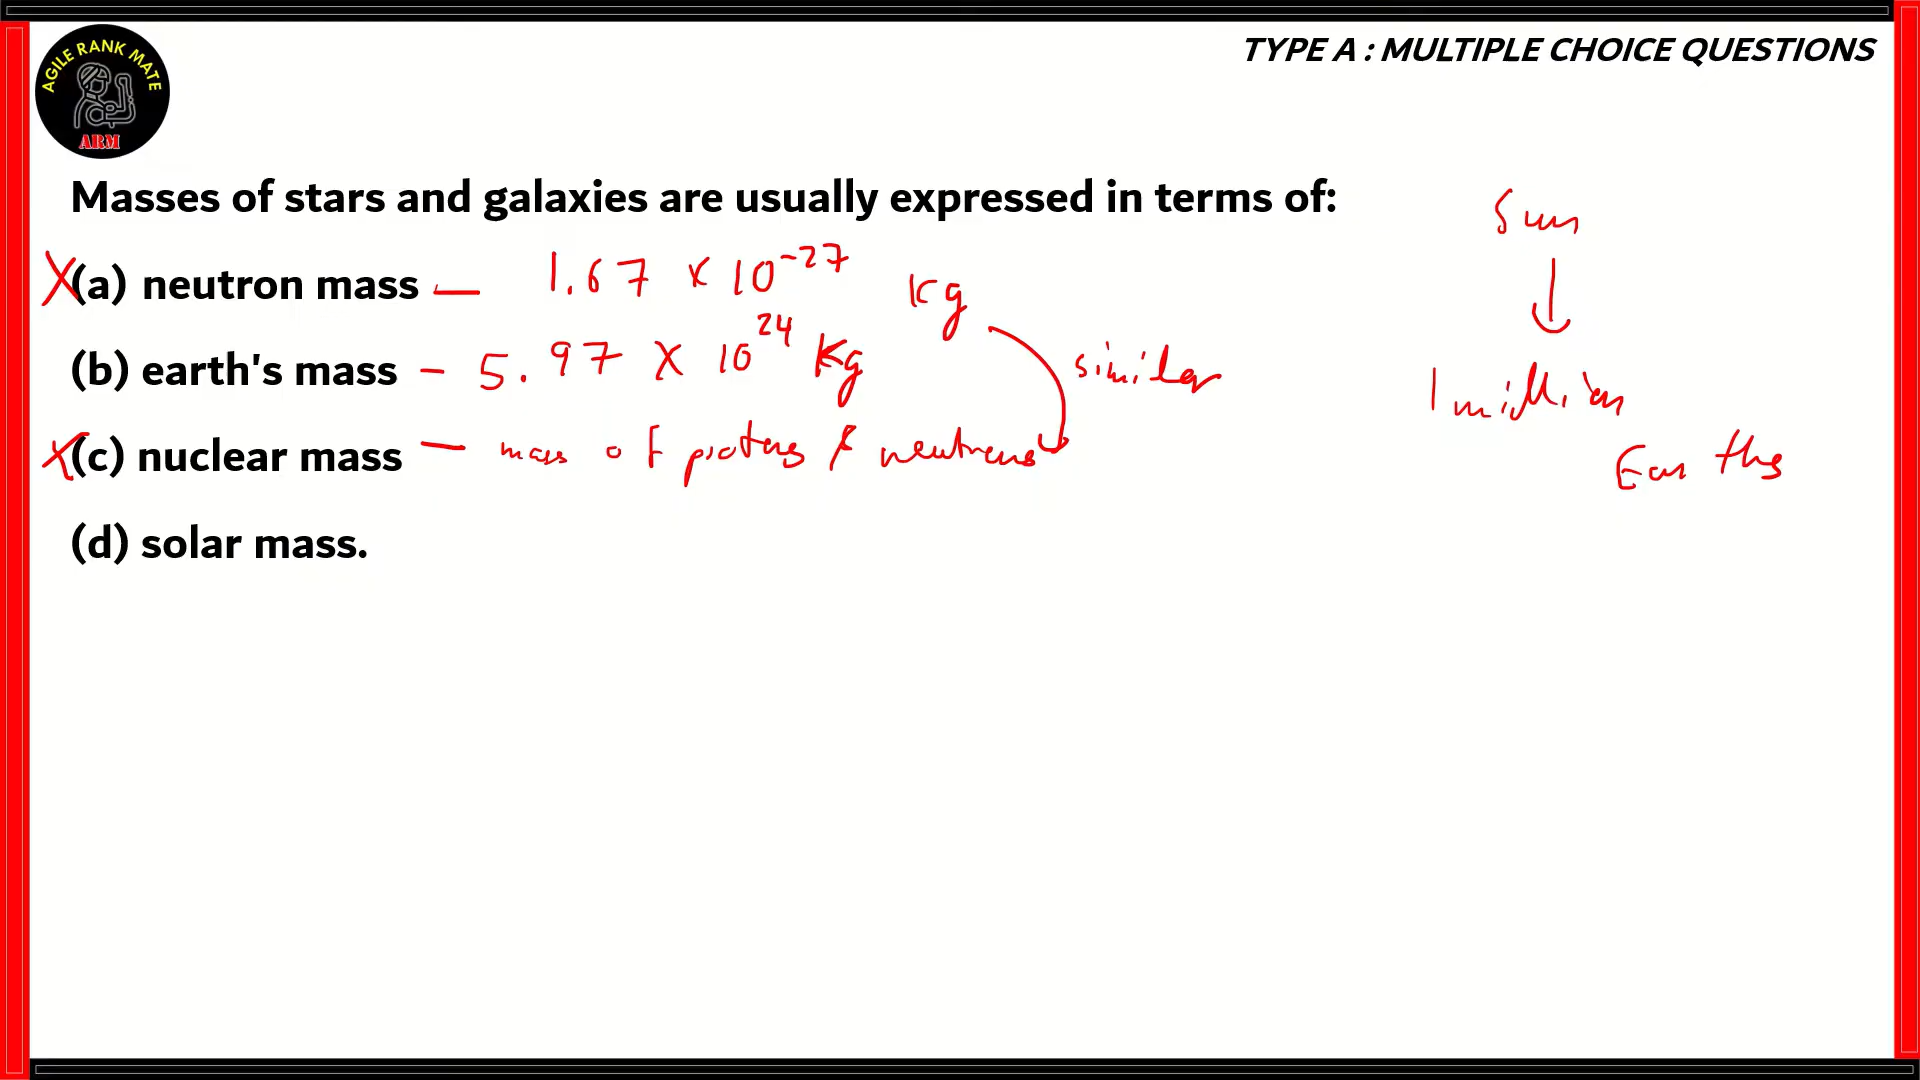 AGILE RANK MATE
ARM
TYPE A : MULTIPLE CHOICE QUESTIONS
Masses of stars and galaxies are usually expressed in terms of:
X (a) neutron mass — 1.67 × 10⁻²⁷ kg
(b) earth's mass – 5.97 × 10²⁴ kg
X (c) nuclear mass — mass of protons & neutrons
similar
(d) solar mass.
Sun
↓
1 million
Earths